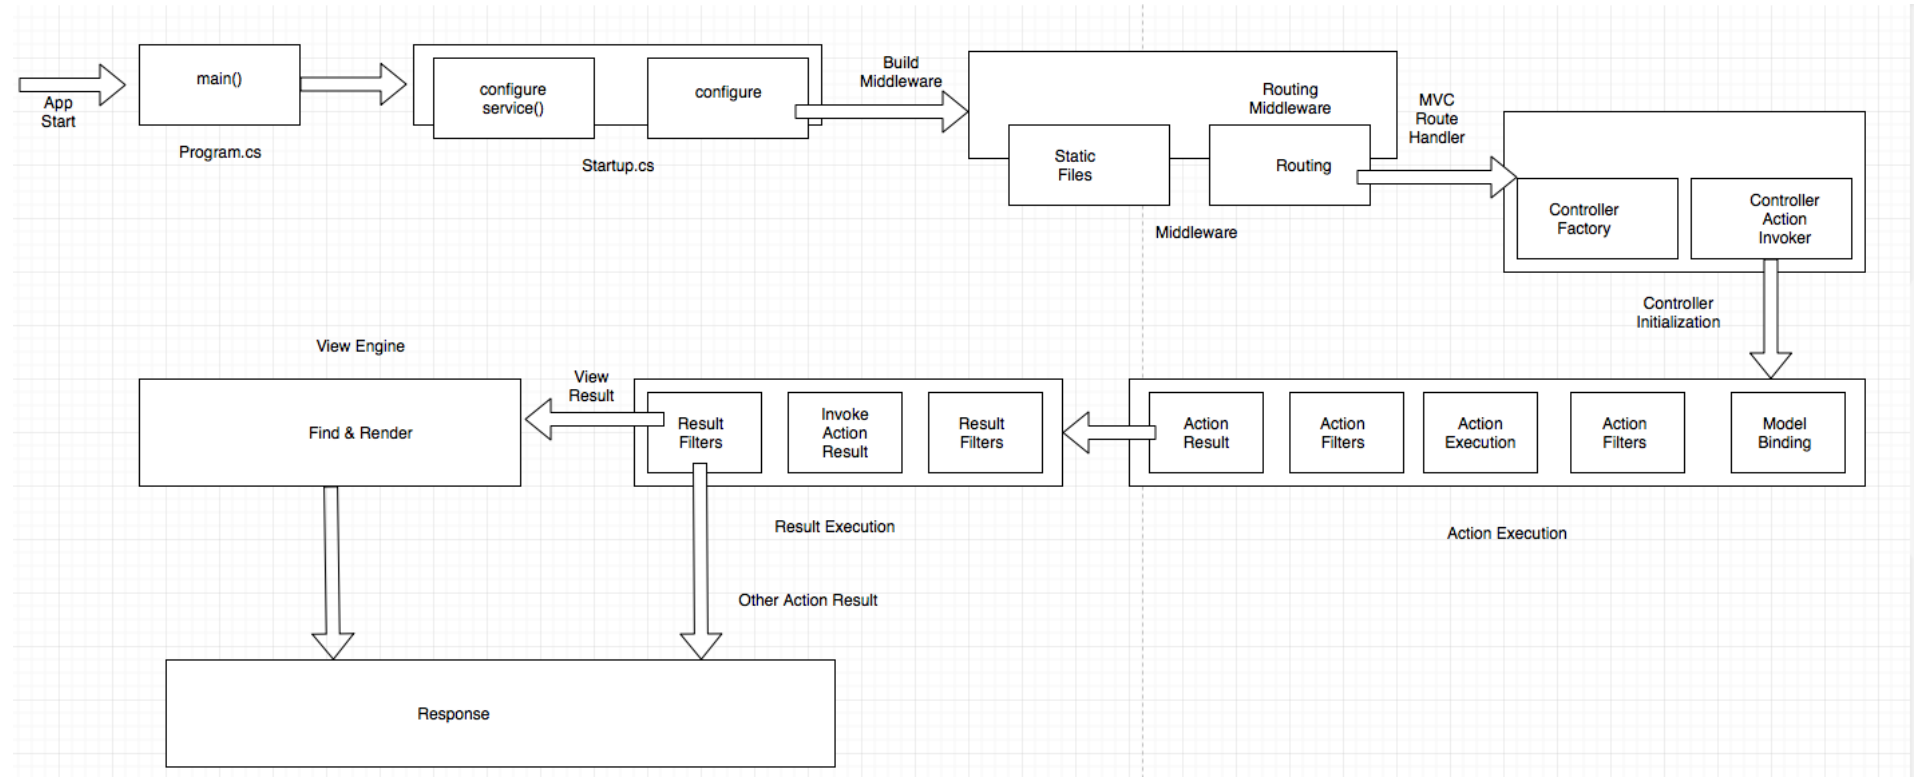 App
Start
main()
Program.cs
configure
service()
configure
Startup.cs
Build
Middleware
Routing
Middleware
Static
Files
Routing
Middleware
MVC
Route
Handler
Controller
Factory
Controller
Action
Invoker
Controller
Initialization
View Engine
Find & Render
View
Result
Result
Filters
Invoke
Action
Result
Result
Filters
Result Execution
Action
Result
Action
Filters
Action
Execution
Action
Filters
Model
Binding
Action Execution
Other Action Result
Response